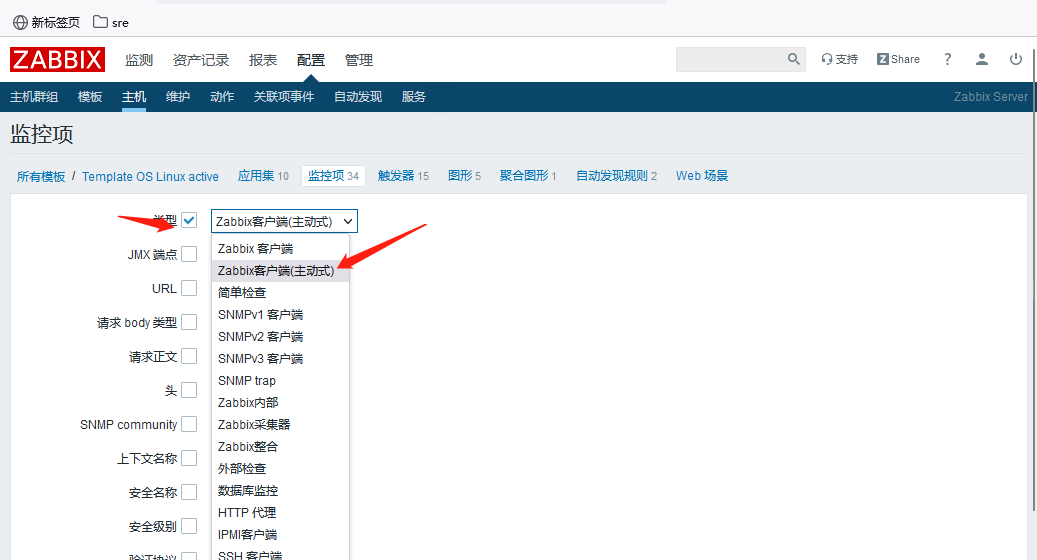 新标签页 sre
ZABBIX 监测 资产记录 报表 配置 管理 支持 Z Share ?
主机群组 模板 主机 维护 动作 关联项事件 自动发现 服务 Zabbix Server
监控项
所有模板 / Template OS Linux active 应用集 10 监控项 34 触发器 15 图形 5 聚合图形 1 自动发现规则 2 Web 场景
类型 Zabbix客户端(主动式)
Zabbix 客户端
JMX 端点
Zabbix客户端(主动式)
URL 简单检查
SNMPv1 客户端
请求 body 类型
SNMPv2 客户端
请求正文 SNMPv3 客户端
SNMP trap
头
Zabbix内部
SNMP community Zabbix采集器
Zabbix整合
上下文名称
外部检查
安全名称 数据库监控
HTTP 代理
安全级别
IPMI客户端
验证协议 SSH 客户端